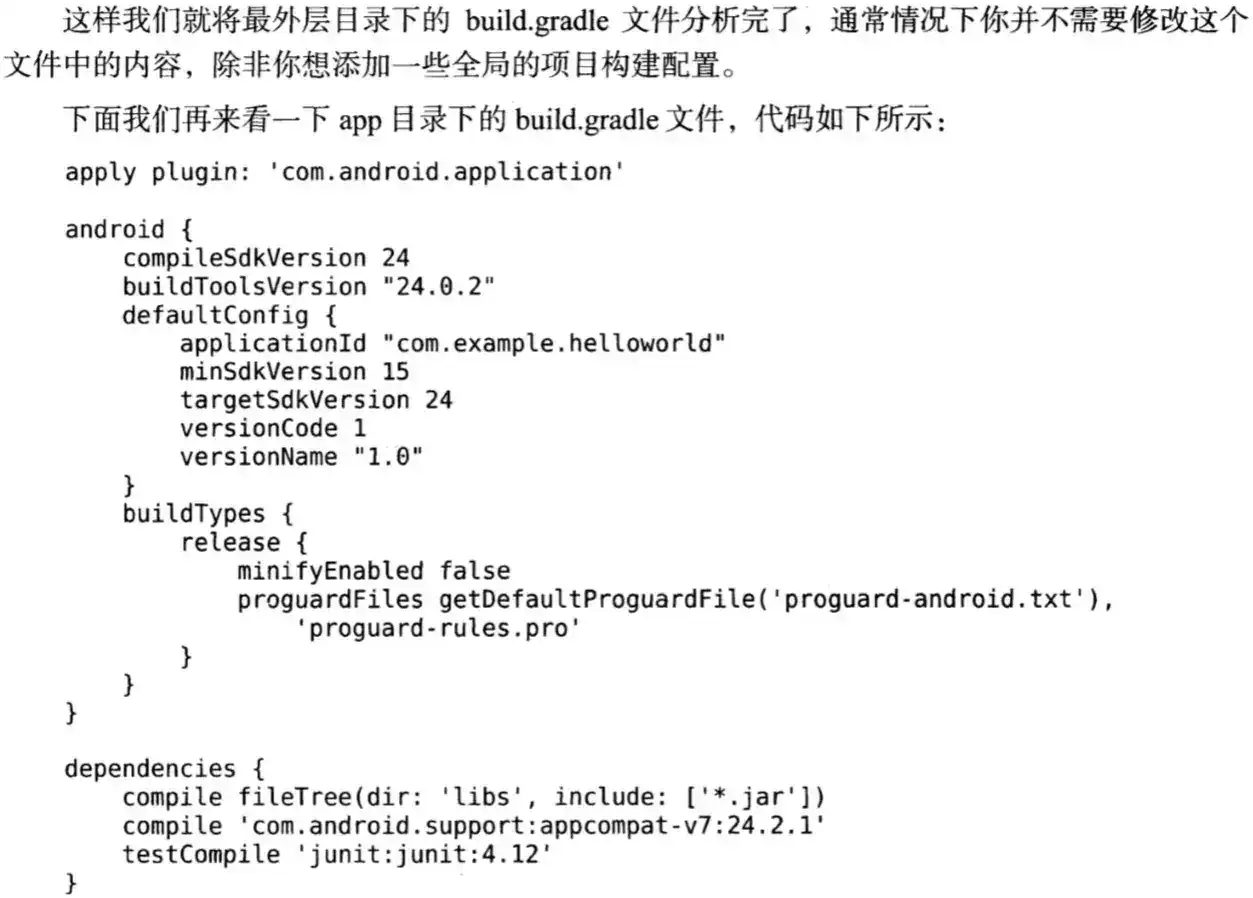 这样我们就将最外层目录下的 build.gradle 文件分析完了，通常情况下你并不需要修改这个
文件中的内容，除非你想添加一些全局的项目构建配置。
下面我们再来看一下 app 目录下的 build.gradle 文件，代码如下所示：
apply plugin: 'com.android.application'
android {
    compileSdkVersion 24
    buildToolsVersion "24.0.2"
    defaultConfig {
        applicationId "com.example.helloworld"
        minSdkVersion 15
        targetSdkVersion 24
        versionCode 1
        versionName "1.0"
    }
    buildTypes {
        release {
            minifyEnabled false
            proguardFiles getDefaultProguardFile('proguard-android.txt'),
                'proguard-rules.pro'
        }
    }
}
dependencies {
    compile fileTree(dir: 'libs', include: ['*.jar'])
    compile 'com.android.support:appcompat-v7:24.2.1'
    testCompile 'junit:junit:4.12'
}